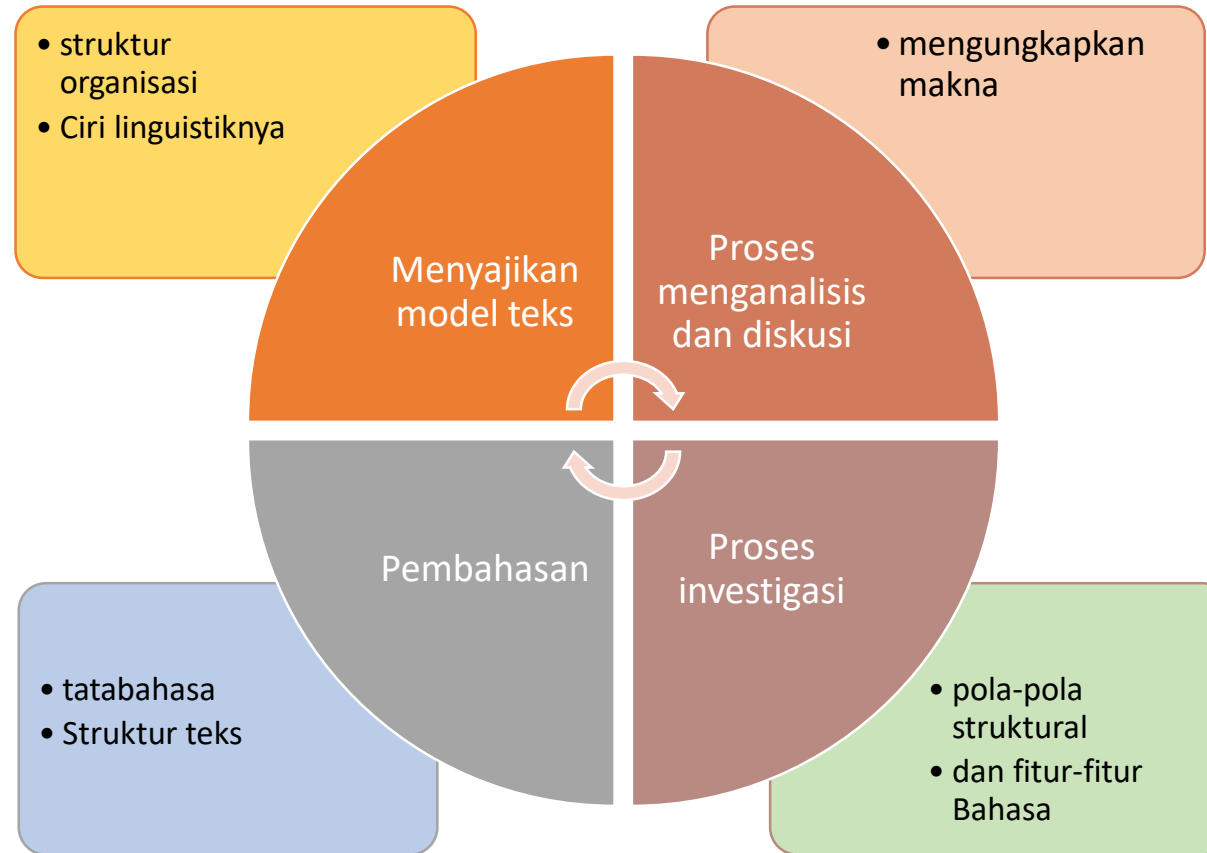 • struktur
organisasi
• Ciri linguistiknya
• mengungkapkan
makna
Menyajikan
model teks
Proses
menganalisis
dan diskusi
Pembahasan
Proses
investigasi
• tatabahasa
• Struktur teks
• pola-pola
struktural
• dan fitur-fitur
Bahasa